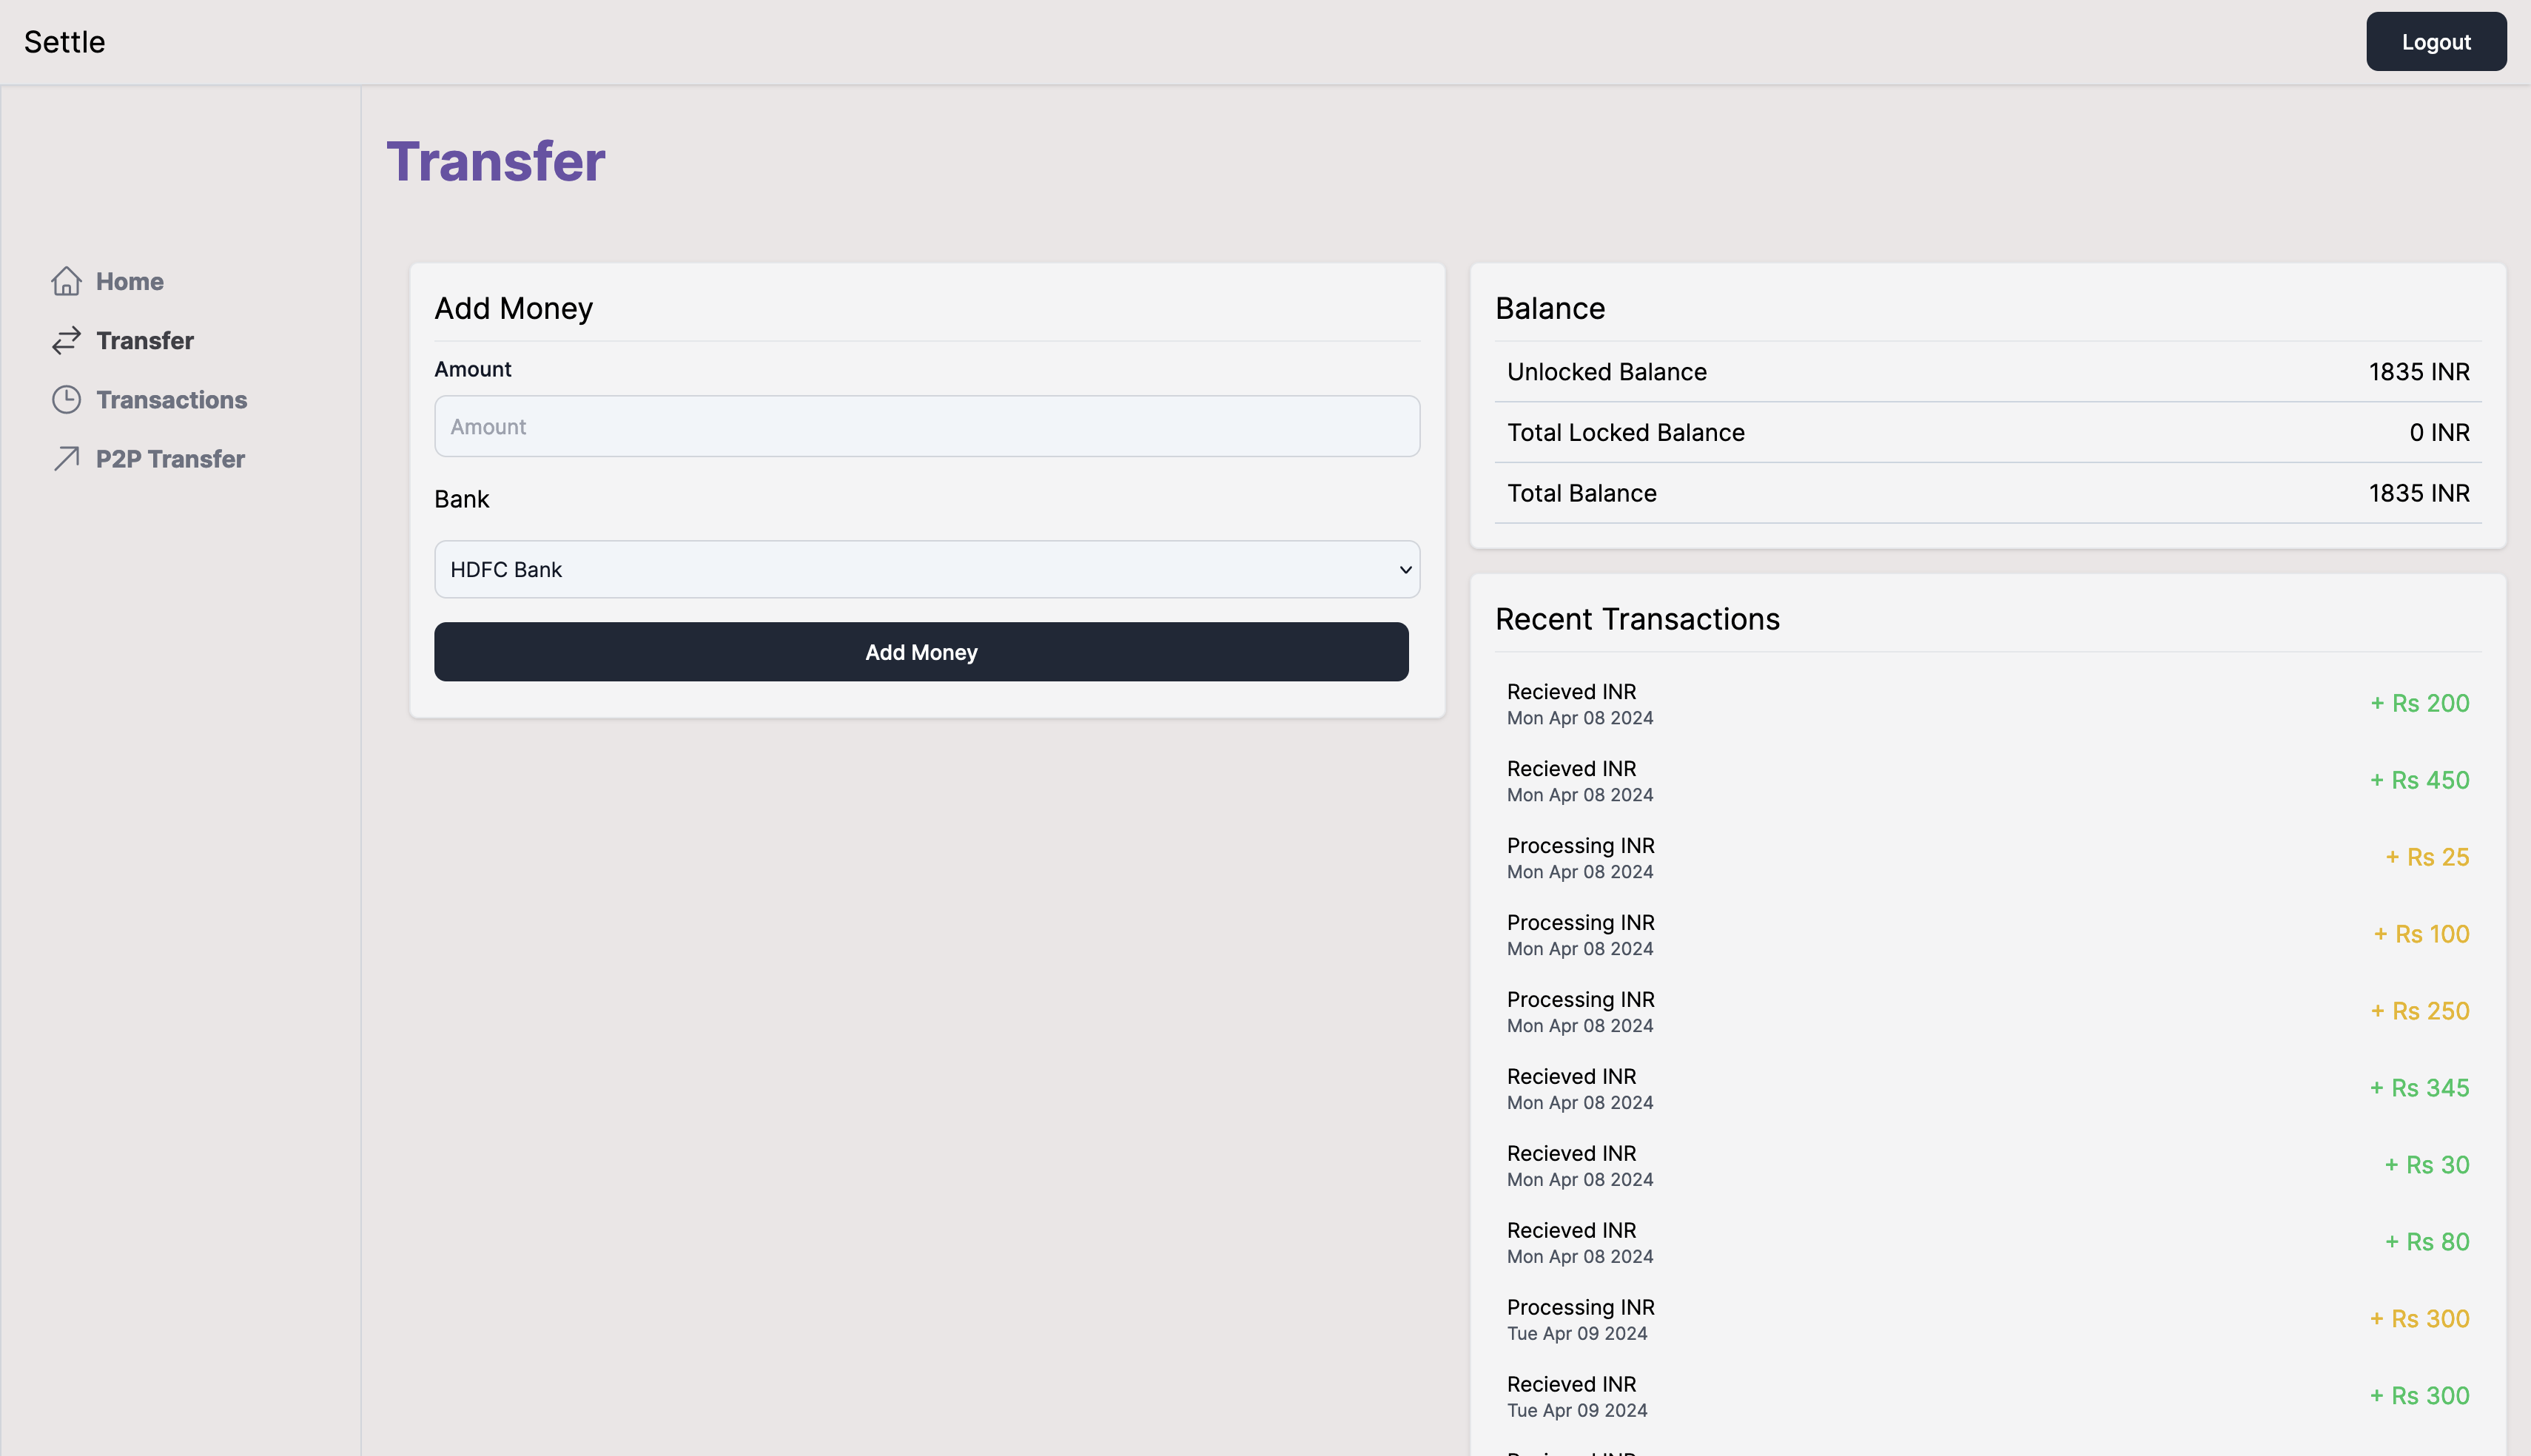 Settle
Logout
Transfer
Home
Transfer
Transactions
P2P Transfer
Add Money
Amount
Amount
Bank
HDFC Bank
Add Money
Balance
Unlocked Balance 1835 INR
Total Locked Balance 0 INR
Total Balance 1835 INR
Recent Transactions
Recieved INR
Mon Apr 08 2024
+ Rs 200
Recieved INR
Mon Apr 08 2024
+ Rs 450
Processing INR
Mon Apr 08 2024
+ Rs 25
Processing INR
Mon Apr 08 2024
+ Rs 100
Processing INR
Mon Apr 08 2024
+ Rs 250
Recieved INR
Mon Apr 08 2024
+ Rs 345
Recieved INR
Mon Apr 08 2024
+ Rs 30
Recieved INR
Mon Apr 08 2024
+ Rs 80
Processing INR
Tue Apr 09 2024
+ Rs 300
Recieved INR
Tue Apr 09 2024
+ Rs 300